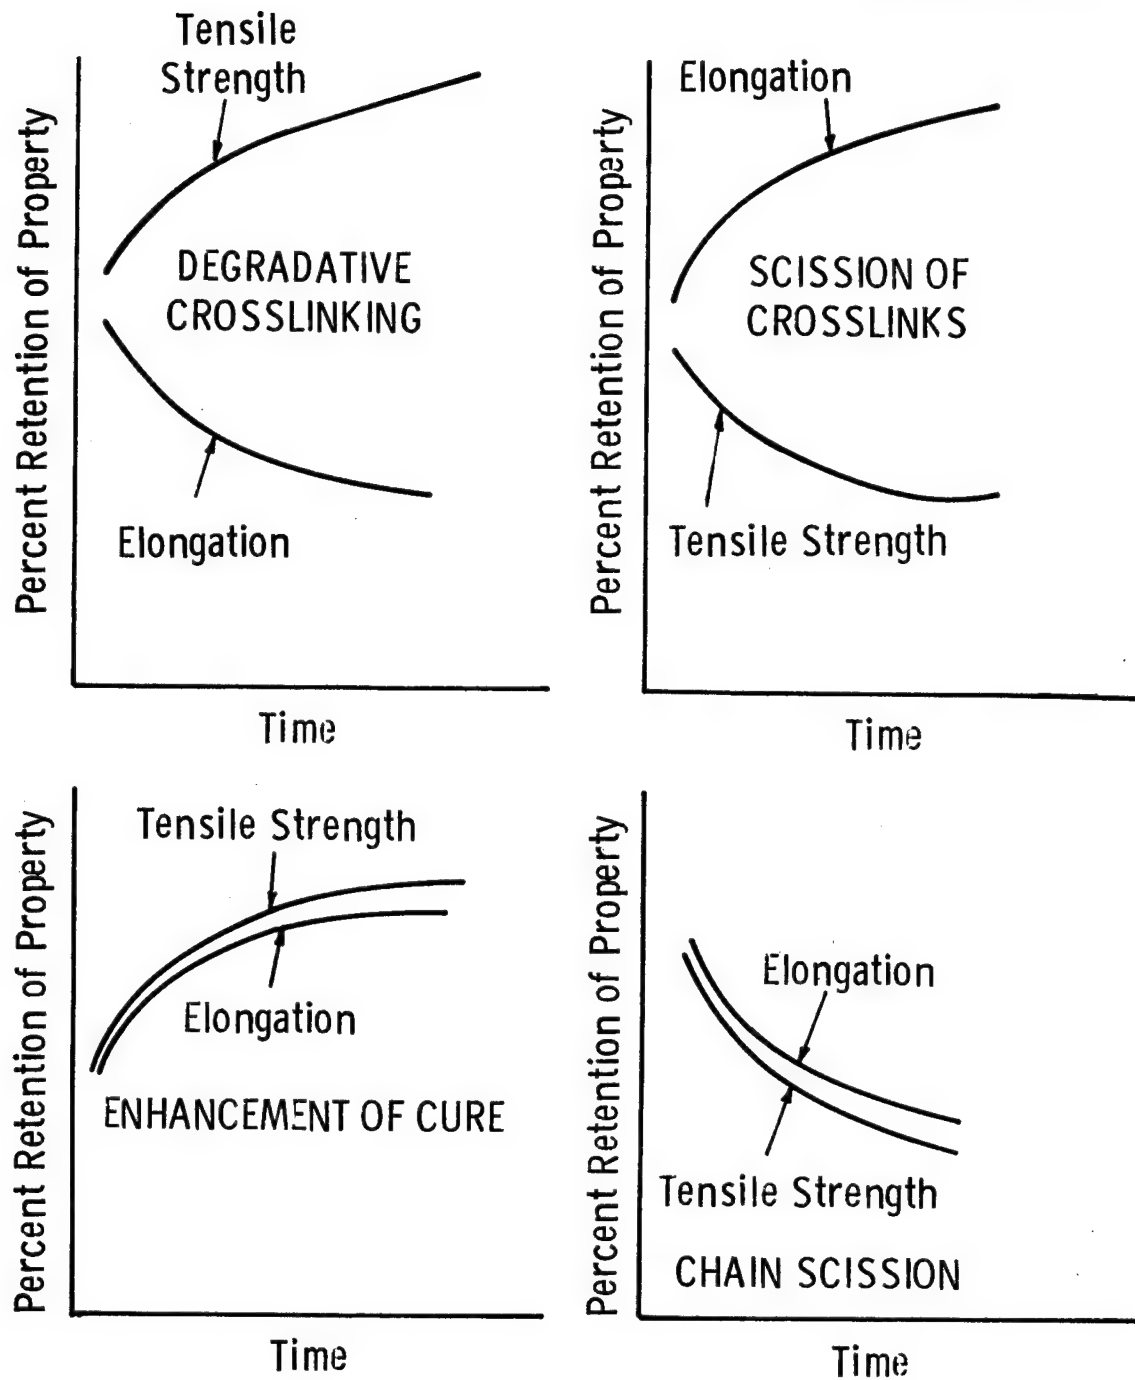 Tensile
Strength
Percent Retention of Property
DEGRADATIVE
CROSSLINKING
Elongation
Time
Elongation
Percent Retention of Property
SCISSION OF
CROSSLINKS
Tensile Strength
Time
Tensile Strength
Percent Retention of Property
Elongation
ENHANCEMENT OF CURE
Time
Elongation
Percent Retention of Property
Tensile Strength
CHAIN SCISSION
Time